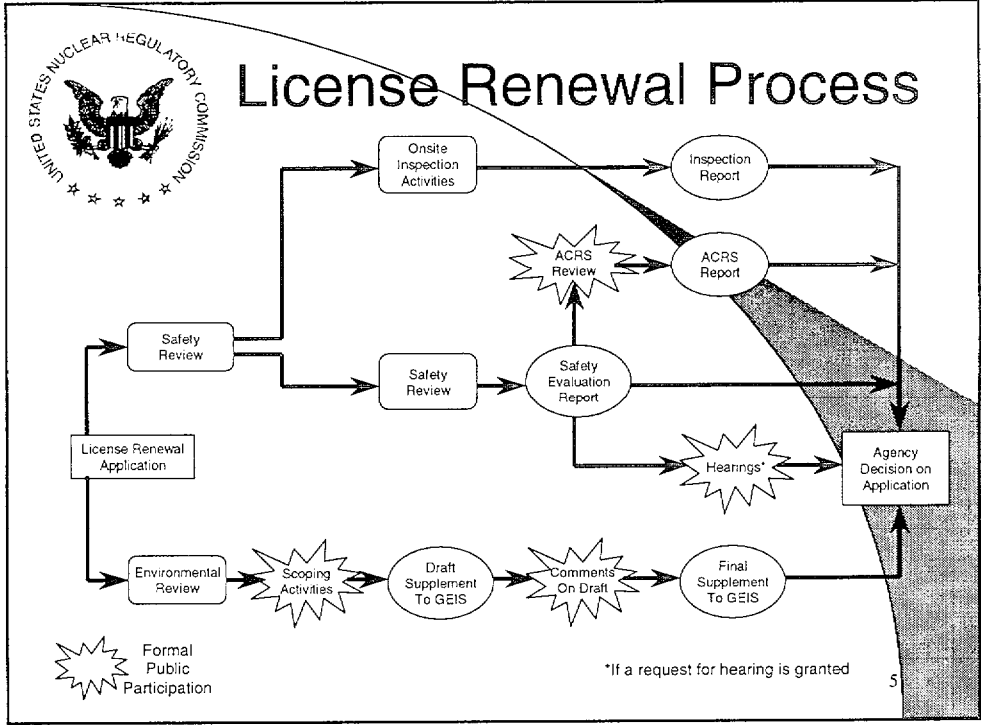 UNITED STATES NUCLEAR REGULATORY COMMISSION
License Renewal Process
Onsite
Inspection
Activities
Inspection
Report
ACRS
Review
ACRS
Report
Safety
Review
Safety
Review
Safety
Evaluation
Report
License Renewal
Application
Hearings*
Agency
Decision on
Application
Environmental
Review
Scoping
Activities
Draft
Supplement
To GEIS
Comments
On Draft
Final
Supplement
To GEIS
Formal
Public
Participation
*If a request for hearing is granted
5